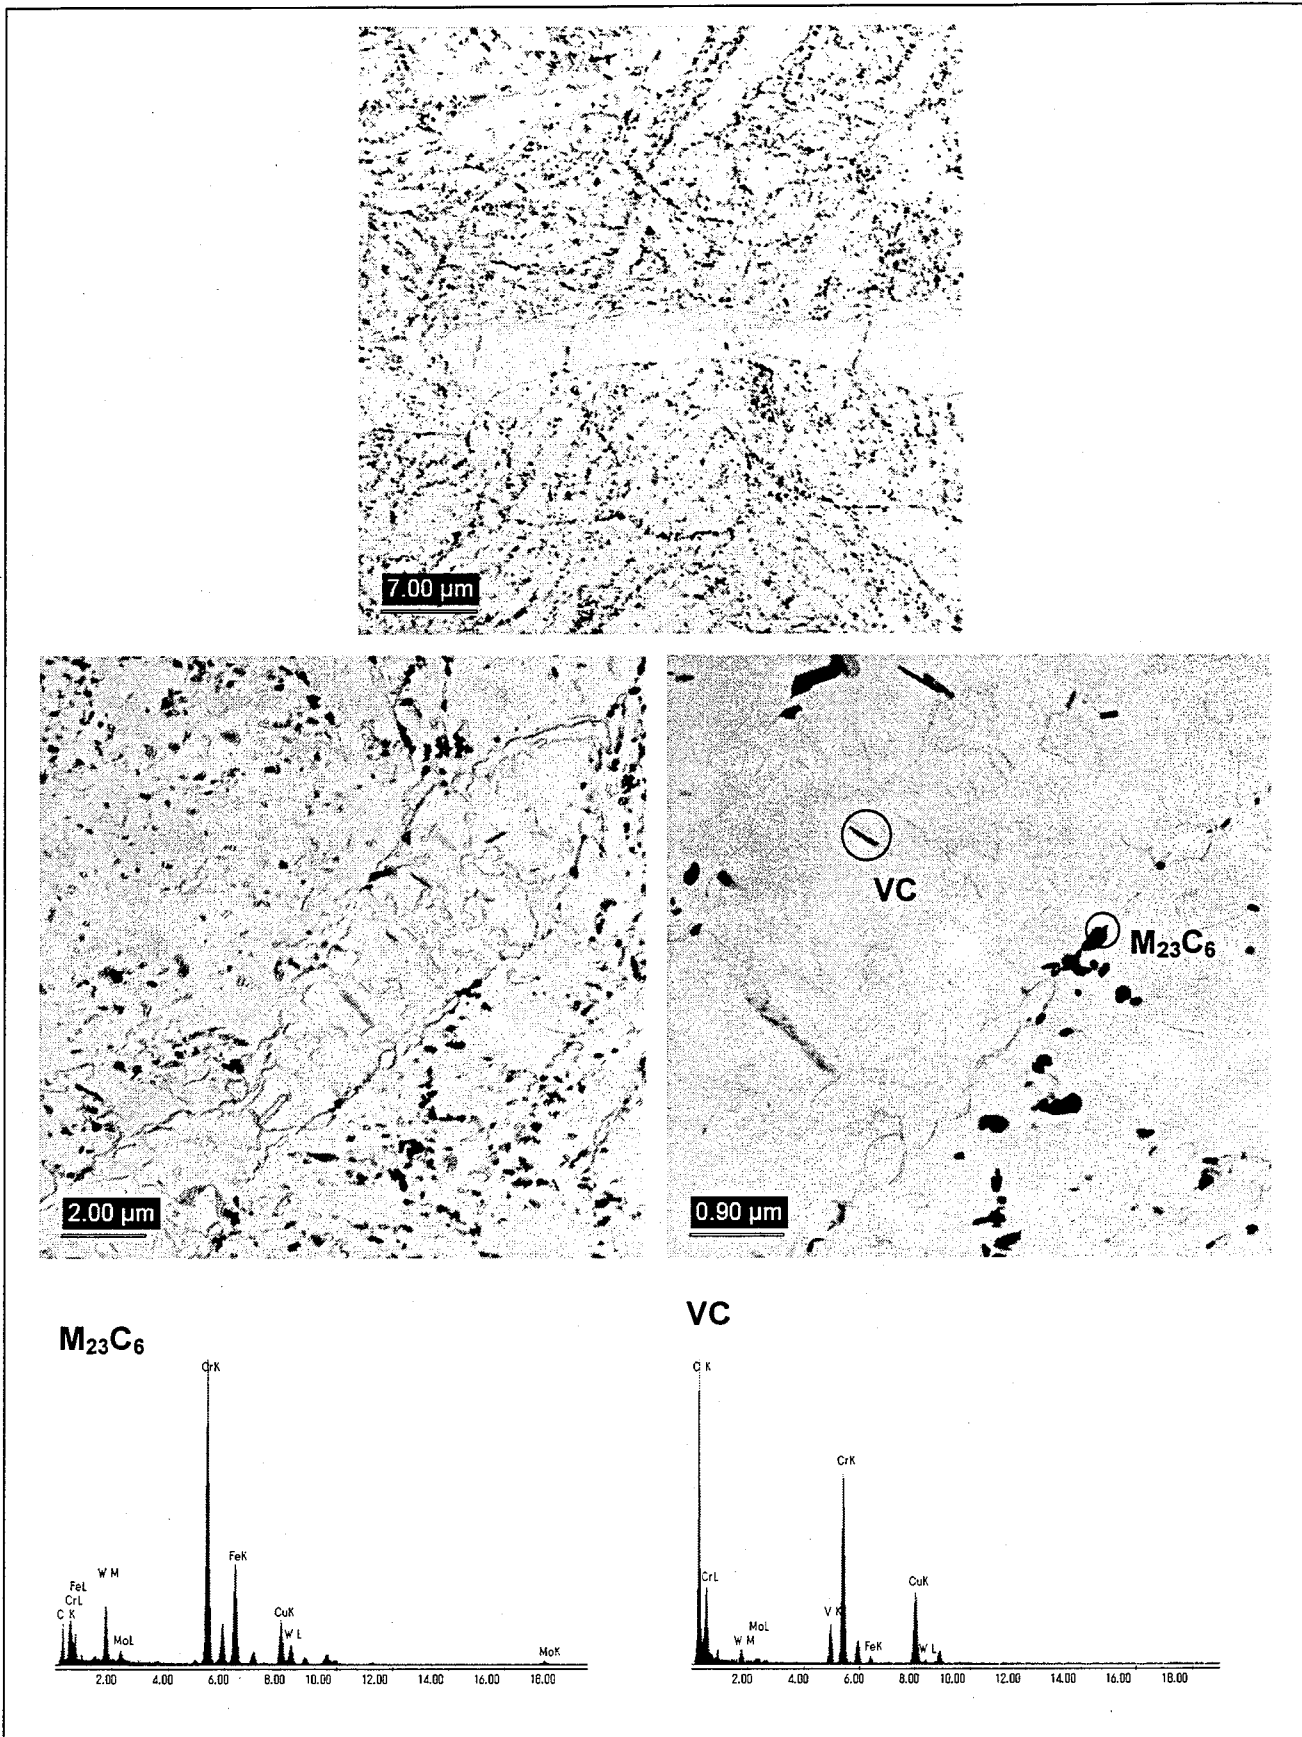 7.00 µm
2.00 µm
0.90 µm
VC
M₂₃C₆
M₂₃C₆
CrK
W M
FeL
CrL
C K
MoL
FeK
CuK
W L
MoK
2.00 4.00 6.00 8.00 10.00 12.00 14.00 16.00 18.00
VC
C K
CrL
W M
MoL
V K
CrK
FeK
CuK
W L
2.00 4.00 6.00 8.00 10.00 12.00 14.00 16.00 18.00